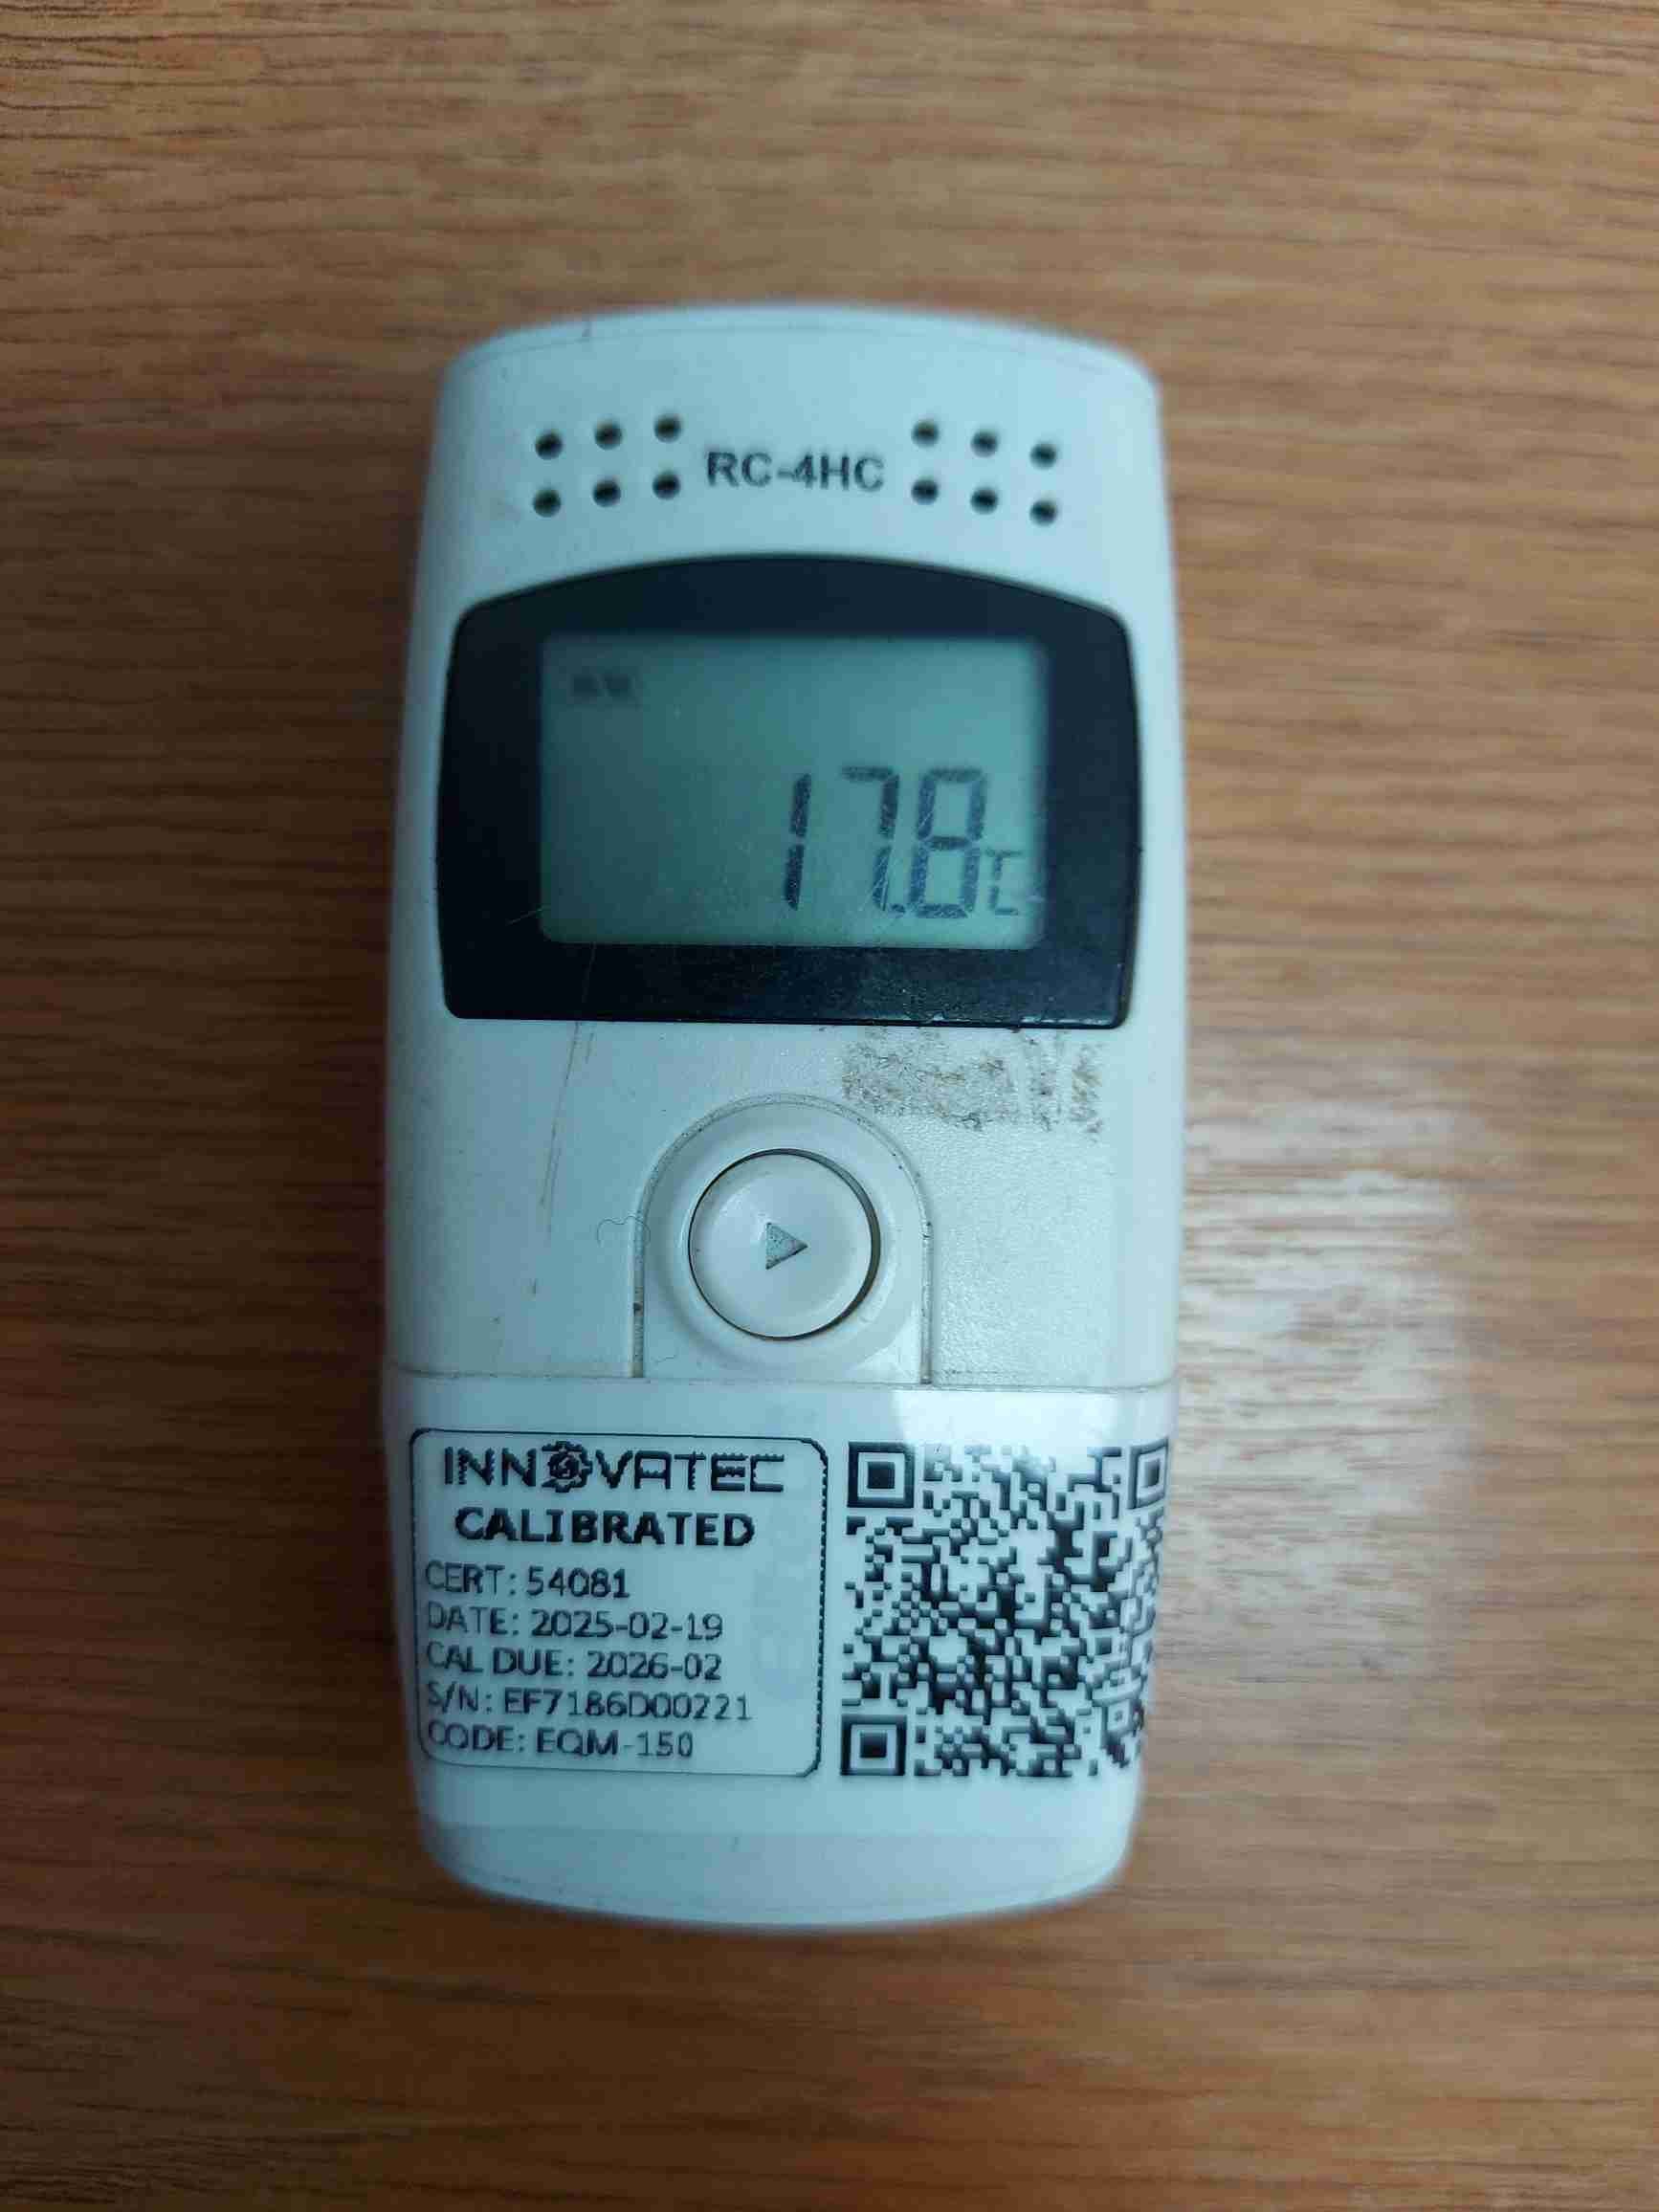 RC-4HC
17.8℃
INNOVATEC
CALIBRATED
CERT: 54081
DATE: 2025-02-19
CAL DUE: 2026-02
S/N: EF7186D00221
CODE: EQM-150